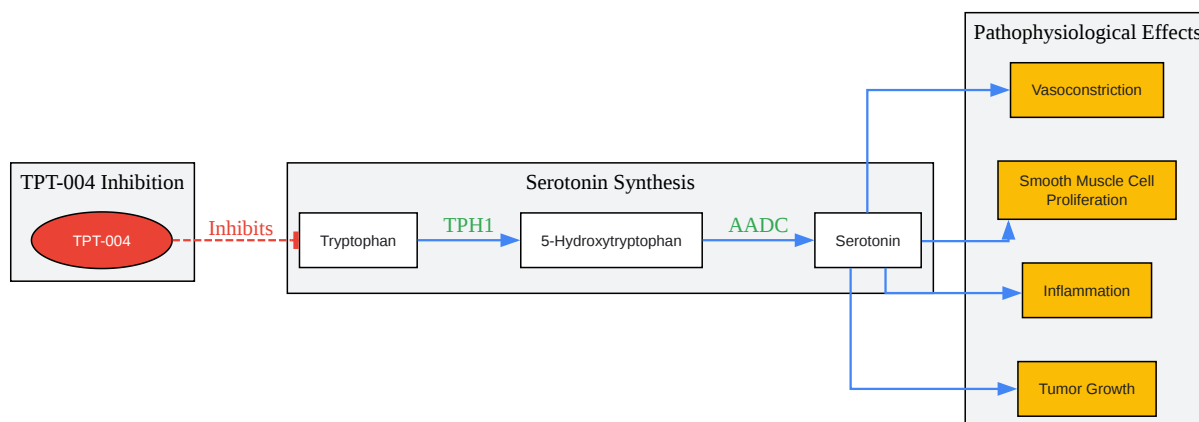 TPT-004 Inhibition
TPT-004
Inhibits
Serotonin Synthesis
Tryptophan
TPH1
5-Hydroxytryptophan
AADC
Serotonin
Pathophysiological Effects
Vasoconstriction
Smooth Muscle Cell
Proliferation
Inflammation
Tumor Growth